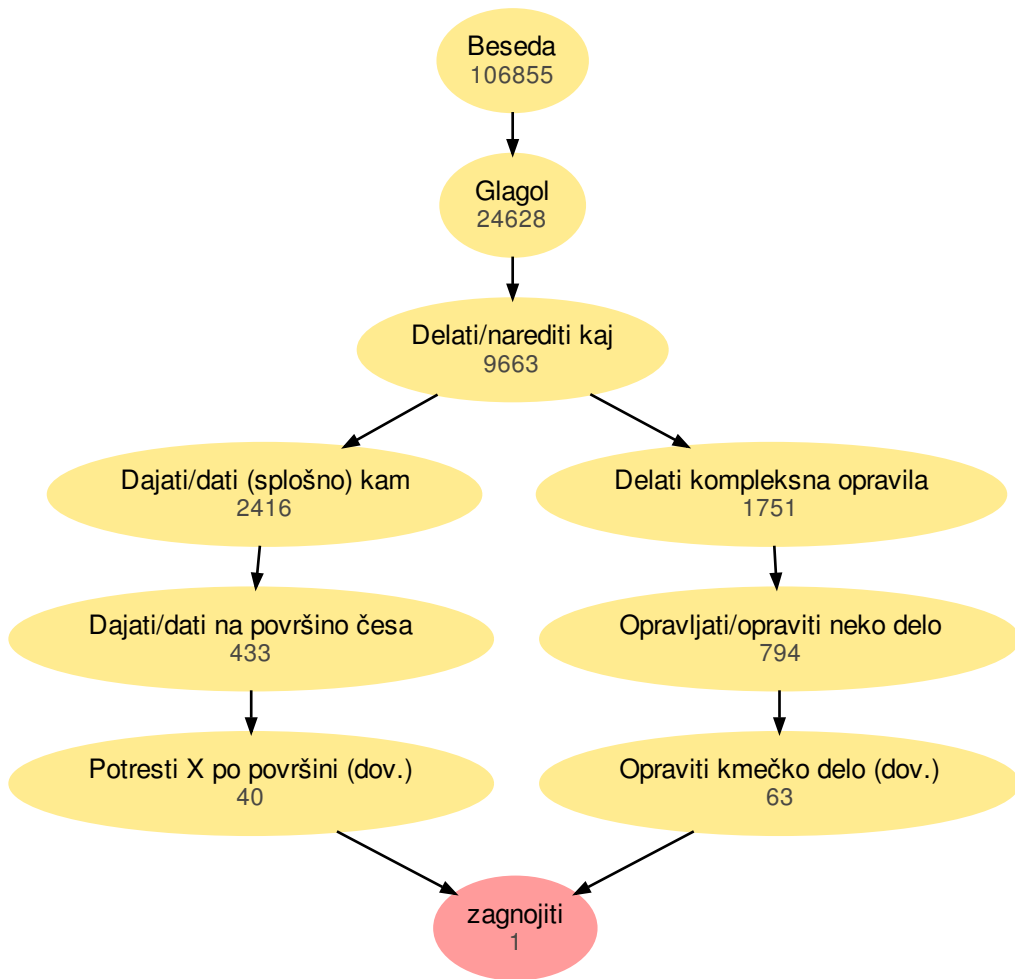 Beseda
106855
Glagol
24628
Delati/narediti kaj
9663
Dajati/dati (splošno) kam
2416
Delati kompleksna opravila
1751
Dajati/dati na površino česa
433
Opravljati/opraviti neko delo
794
Potresti X po površini (dov.)
40
Opraviti kmečko delo (dov.)
63
zagnojiti
1